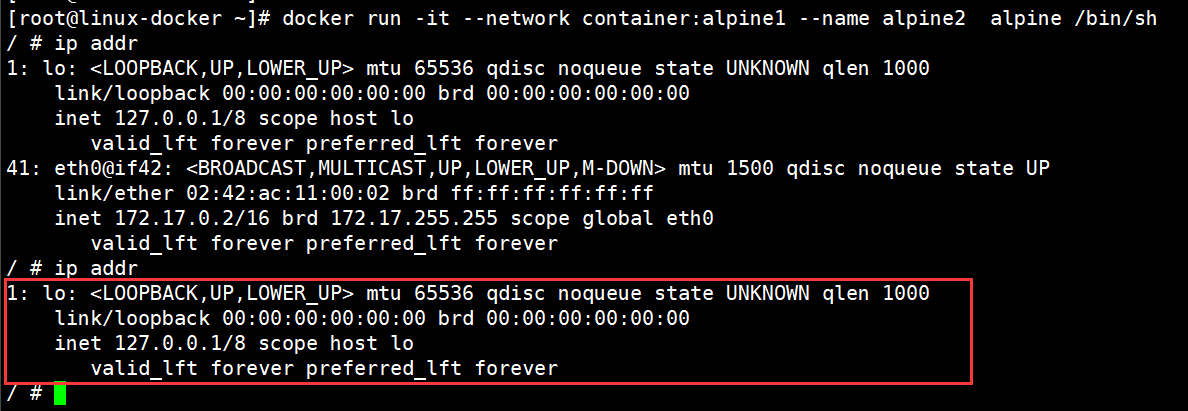 [root@linux-docker ~]#
[root@linux-docker ~]# docker run -it --network container:alpine1 --name alpine2  alpine /bin/sh
/ # ip addr
1: lo: <LOOPBACK,UP,LOWER_UP> mtu 65536 qdisc noqueue state UNKNOWN qlen 1000
    link/loopback 00:00:00:00:00:00 brd 00:00:00:00:00:00
    inet 127.0.0.1/8 scope host lo
       valid_lft forever preferred_lft forever
41: eth0@if42: <BROADCAST,MULTICAST,UP,LOWER_UP,M-DOWN> mtu 1500 qdisc noqueue state UP
    link/ether 02:42:ac:11:00:02 brd ff:ff:ff:ff:ff:ff
    inet 172.17.0.2/16 brd 172.17.255.255 scope global eth0
       valid_lft forever preferred_lft forever
/ # ip addr
1: lo: <LOOPBACK,UP,LOWER_UP> mtu 65536 qdisc noqueue state UNKNOWN qlen 1000
    link/loopback 00:00:00:00:00:00 brd 00:00:00:00:00:00
    inet 127.0.0.1/8 scope host lo
       valid_lft forever preferred_lft forever
/ #